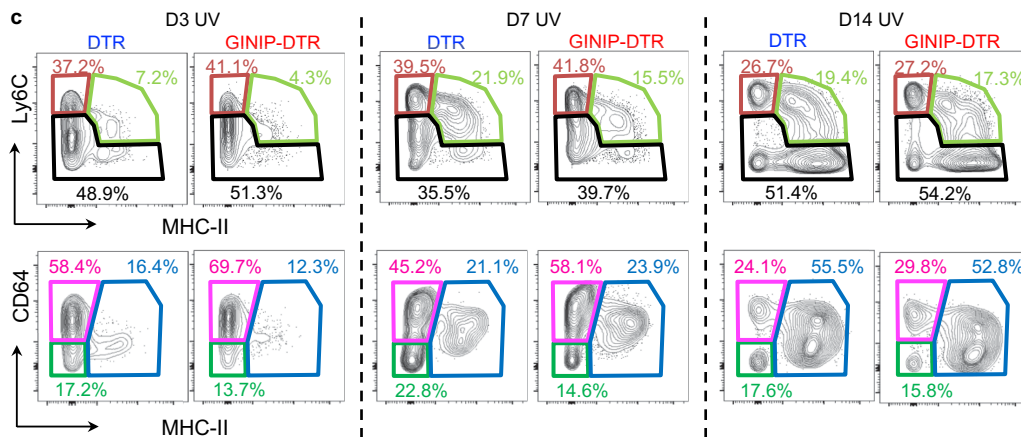 c
D3 UV
D7 UV
D14 UV
DTR
GINIP-DTR
DTR
GINIP-DTR
DTR
GINIP-DTR
Ly6C
37.2%
7.2%
41.1%
4.3%
39.5%
21.9%
41.8%
15.5%
26.7%
19.4%
27.2%
17.3%
48.9%
51.3%
35.5%
39.7%
51.4%
54.2%
MHC-II
MHC-II
MHC-II
CD64
58.4%
16.4%
69.7%
12.3%
45.2%
21.1%
58.1%
23.9%
24.1%
55.5%
29.8%
52.8%
17.2%
13.7%
22.8%
14.6%
17.6%
15.8%
MHC-II